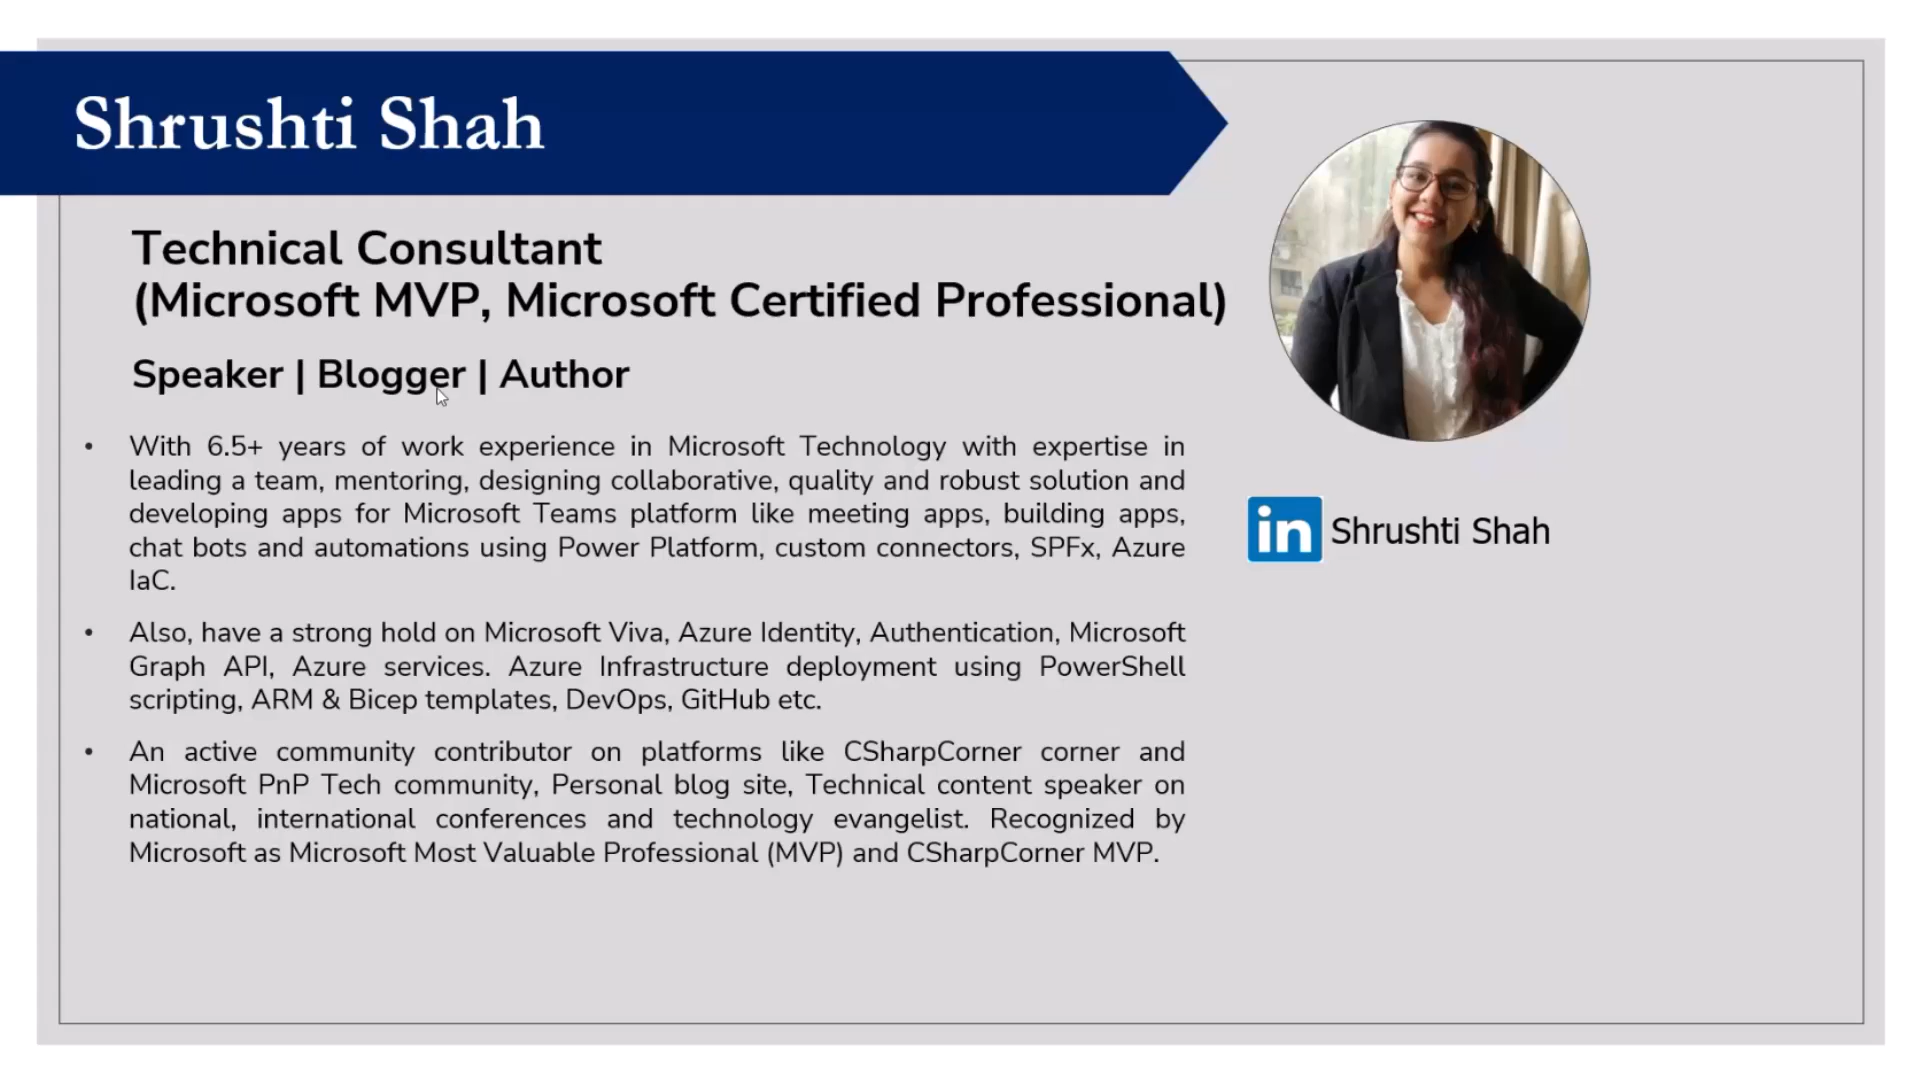 Shrushti Shah
Technical Consultant
(Microsoft MVP, Microsoft Certified Professional)
Speaker | Blogger | Author
• With 6.5+ years of work experience in Microsoft Technology with expertise in
leading a team, mentoring, designing collaborative, quality and robust solution and
developing apps for Microsoft Teams platform like meeting apps, building apps,
chat bots and automations using Power Platform, custom connectors, SPFx, Azure
IaC.
• Also, have a strong hold on Microsoft Viva, Azure Identity, Authentication, Microsoft
Graph API, Azure services. Azure Infrastructure deployment using PowerShell
scripting, ARM & Bicep templates, DevOps, GitHub etc.
• An active community contributor on platforms like CSharpCorner corner and
Microsoft PnP Tech community, Personal blog site, Technical content speaker on
national, international conferences and technology evangelist. Recognized by
Microsoft as Microsoft Most Valuable Professional (MVP) and CSharpCorner MVP.
in Shrushti Shah